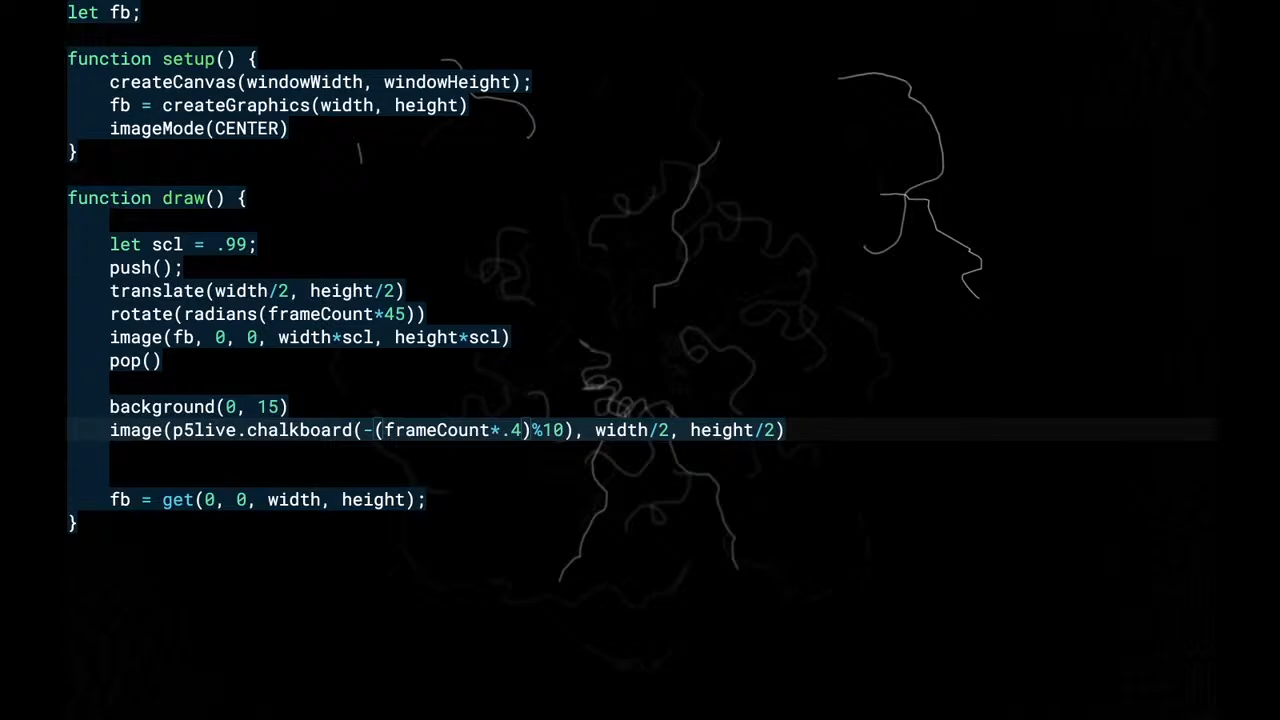 let fb;
function setup() {
createCanvas(windowWidth, windowHeight);
fb = createGraphics(width, height)
imageMode(CENTER)
}
function draw() {
let scl = .99;
push();
translate(width/2, height/2)
rotate(radians(frameCount*45))
image(fb, 0, 0, width*scl, height*scl)
pop()
background(0, 15)
image(p5live.chalkboard(-(frameCount*.4)%10), width/2, height/2)
fb = get(0, 0, width, height);
}